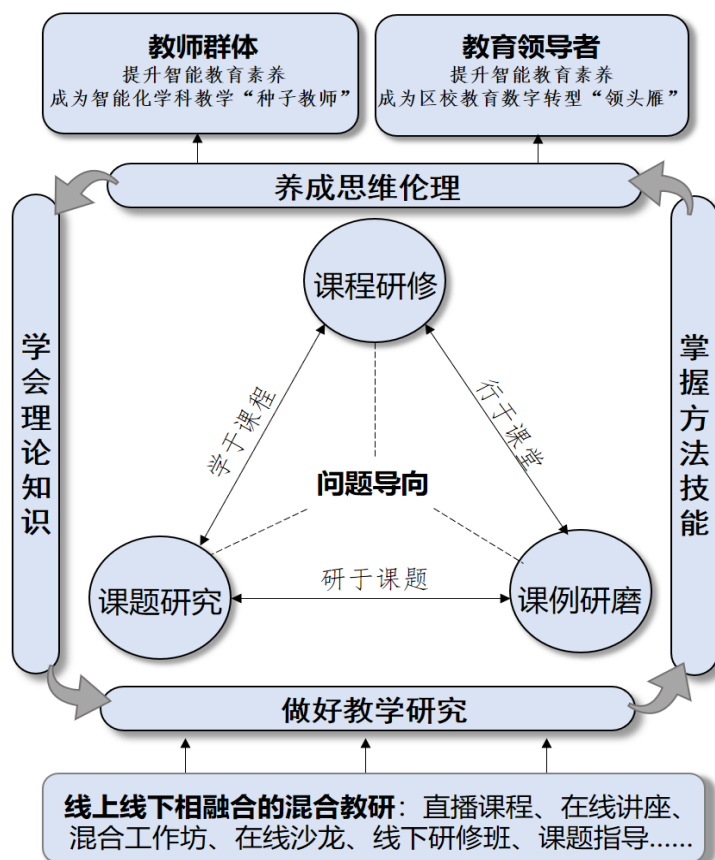 教师群体
提升智能教育素养
成为智能化学科教学“种子教师”
教育领导者
提升智能教育素养
成为区校教育数字转型“领头雁”
养成思维伦理
学会理论知识
掌握方法技能
课程研修
学于课程
行于课堂
问题导向
课题研究
研于课题
课例研磨
做好教学研究
线上线下相融合的混合教研：直播课程、在线讲座、
混合工作坊、在线沙龙、线下研修班、课题指导......